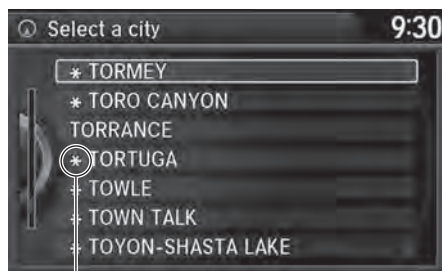 Select a city
9:30
* TORMEY
* TORO CANYON
TORRANCE
* TORTUGA
* TOWLE
* TOWN TALK
* TOYON-SHASTA LAKE